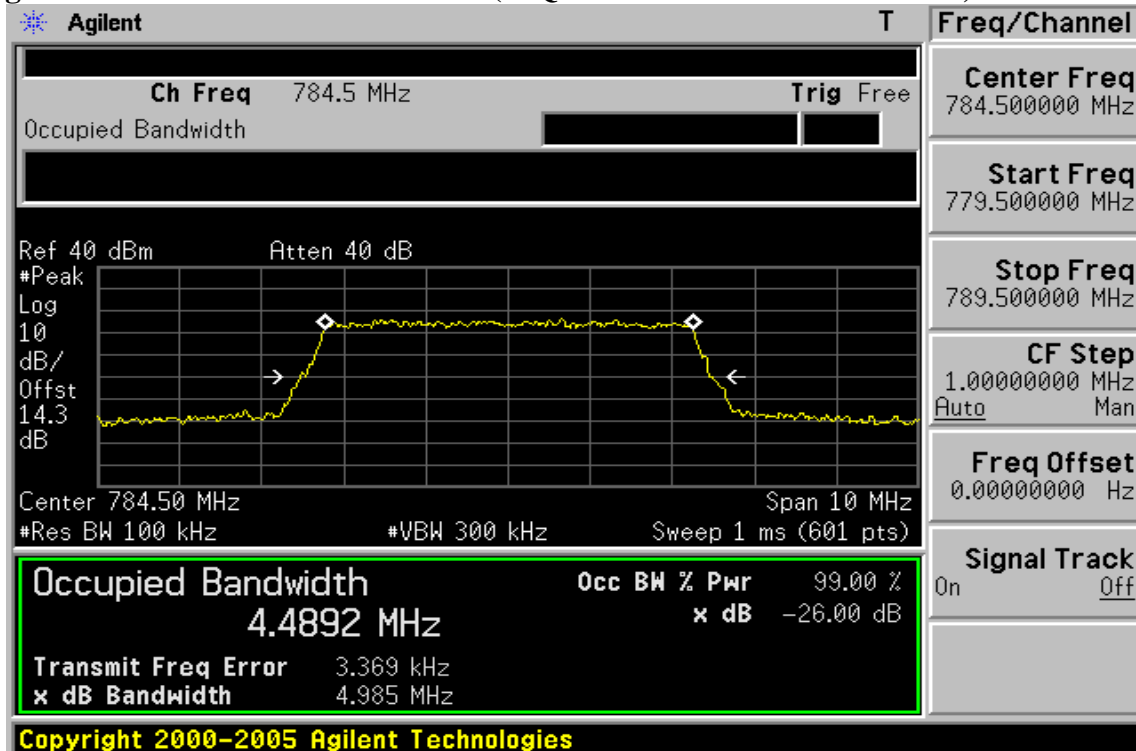 Agilent T
Ch Freq 784.5 MHz Trig Free
Occupied Bandwidth
Ref 40 dBm Atten 40 dB
#Peak
Log
10
dB/
Offst
14.3
dB
Center 784.50 MHz Span 10 MHz
#Res BW 100 kHz #VBW 300 kHz Sweep 1 ms (601 pts)
Occupied Bandwidth Occ BW % Pwr 99.00 %
4.4892 MHz x dB -26.00 dB
Transmit Freq Error 3.369 kHz
x dB Bandwidth 4.985 MHz
Copyright 2000-2005 Agilent Technologies
Freq/Channel
Center Freq
784.500000 MHz
Start Freq
779.500000 MHz
Stop Freq
789.500000 MHz
CF Step
1.00000000 MHz
Auto Man
Freq Offset
0.00000000 Hz
Signal Track
On Off